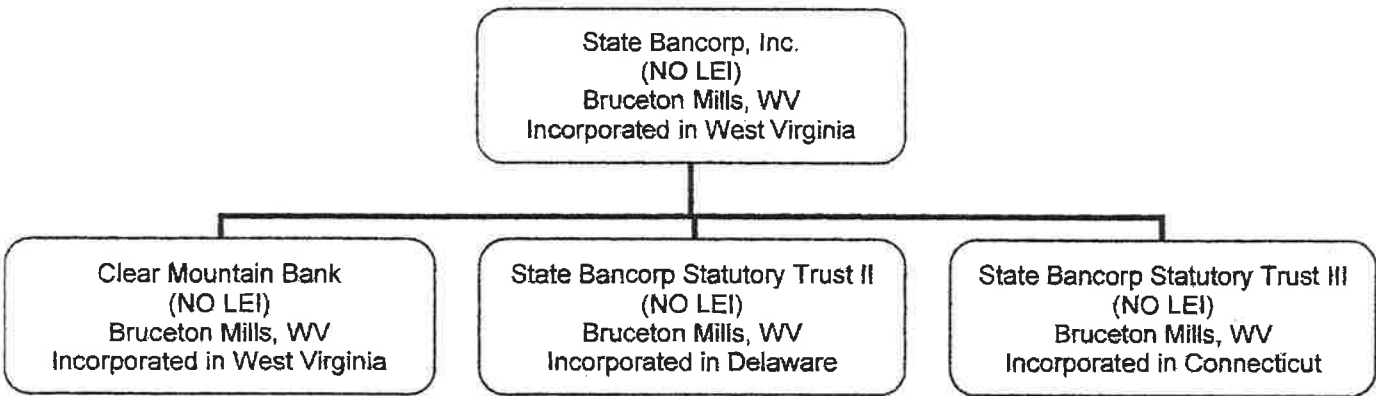 State Bancorp, Inc.
(NO LEI)
Bruceton Mills, WV
Incorporated in West Virginia
Clear Mountain Bank
(NO LEI)
Bruceton Mills, WV
Incorporated in West Virginia
State Bancorp Statutory Trust II
(NO LEI)
Bruceton Mills, WV
Incorporated in Delaware
State Bancorp Statutory Trust III
(NO LEI)
Bruceton Mills, WV
Incorporated in Connecticut